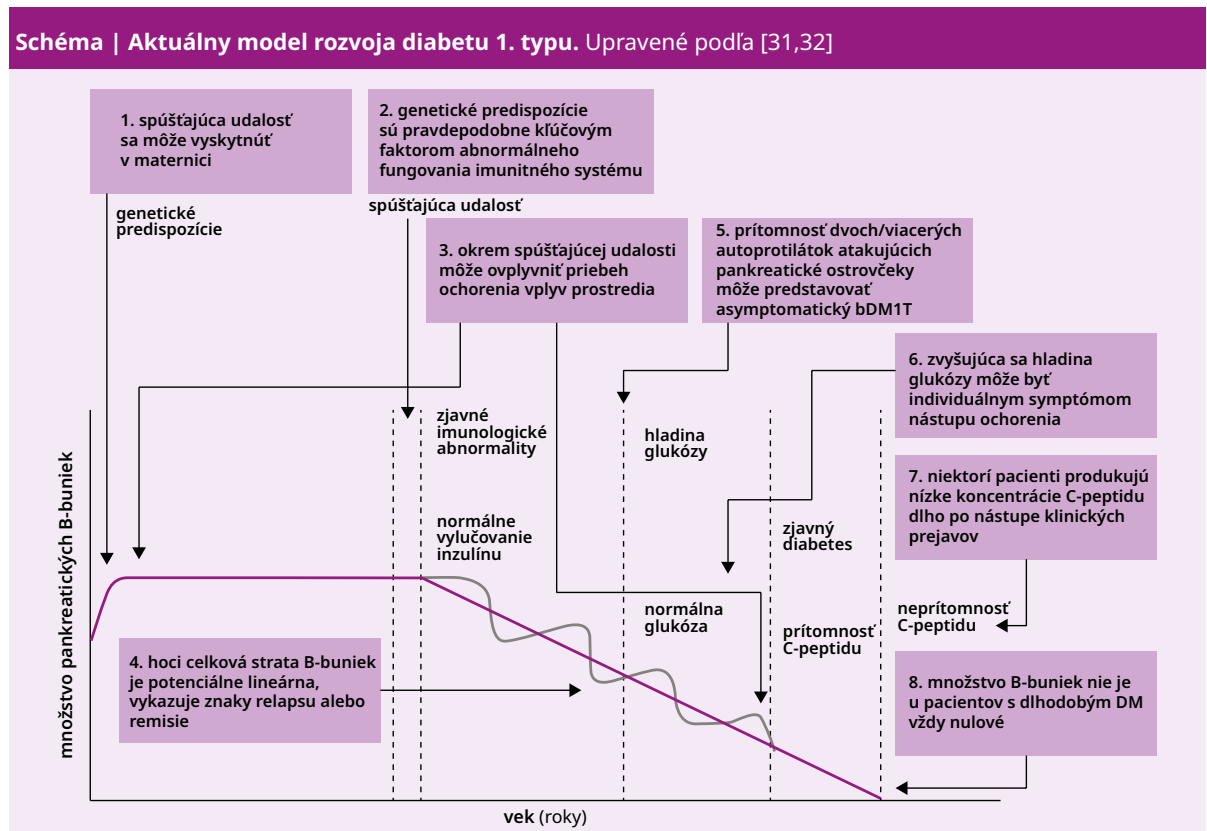 Schéma | Aktuálny model rozvoja diabetu 1. typu. Upravené podľa [31,32]
1. spúšťajúca udalosť
sa môže vyskytnúť
v maternici
2. genetické predispozície
sú pravdepodobne kľúčovým
faktorom abnormálneho
fungovania imunitného systému
genetické
predispozície
spúšťajúca udalosť
3. okrem spúšťajúcej udalosti
môže ovplyvniť priebeh
ochorenia vplyv prostredia
5. prítomnosť dvoch/viacerých
autoprotilátok atakujúcich
pankreatické ostrovčeky
môže predstavovať
asymptomatický bDM1T
6. zvyšujúca sa hladina
glukózy môže byť
individuálnym symptómom
nástupu ochorenia
zjavné
imunologické
abnormality
hladina
glukózy
7. niektorí pacienti produkujú
nízke koncentrácie C-peptidu
dlho po nástupe klinických
prejavov
normálne
vylučovanie
inzulínu
zjavný
diabetes
normálna
glukóza
prítomnosť
C-peptidu
neprítomnosť
C-peptidu
4. hoci celková strata B-buniek
je potenciálne lineárna,
vykazuje znaky relapsu alebo
remisie
8. množstvo B-buniek nie je
u pacientov s dlhodobým DM
vždy nulové
množstvo pankreatických B-buniek
vek (roky)